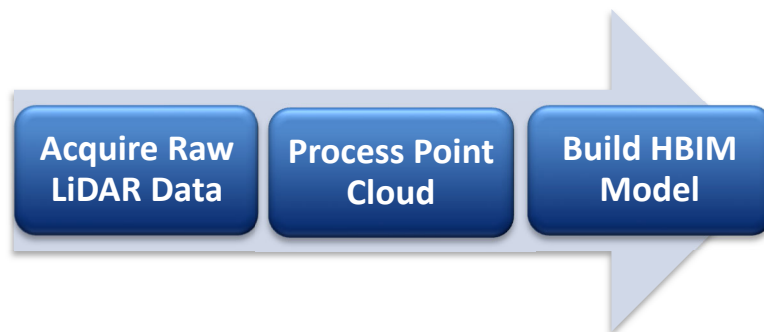 Acquire Raw
LiDAR Data
Process Point
Cloud
Build HBIM
Model